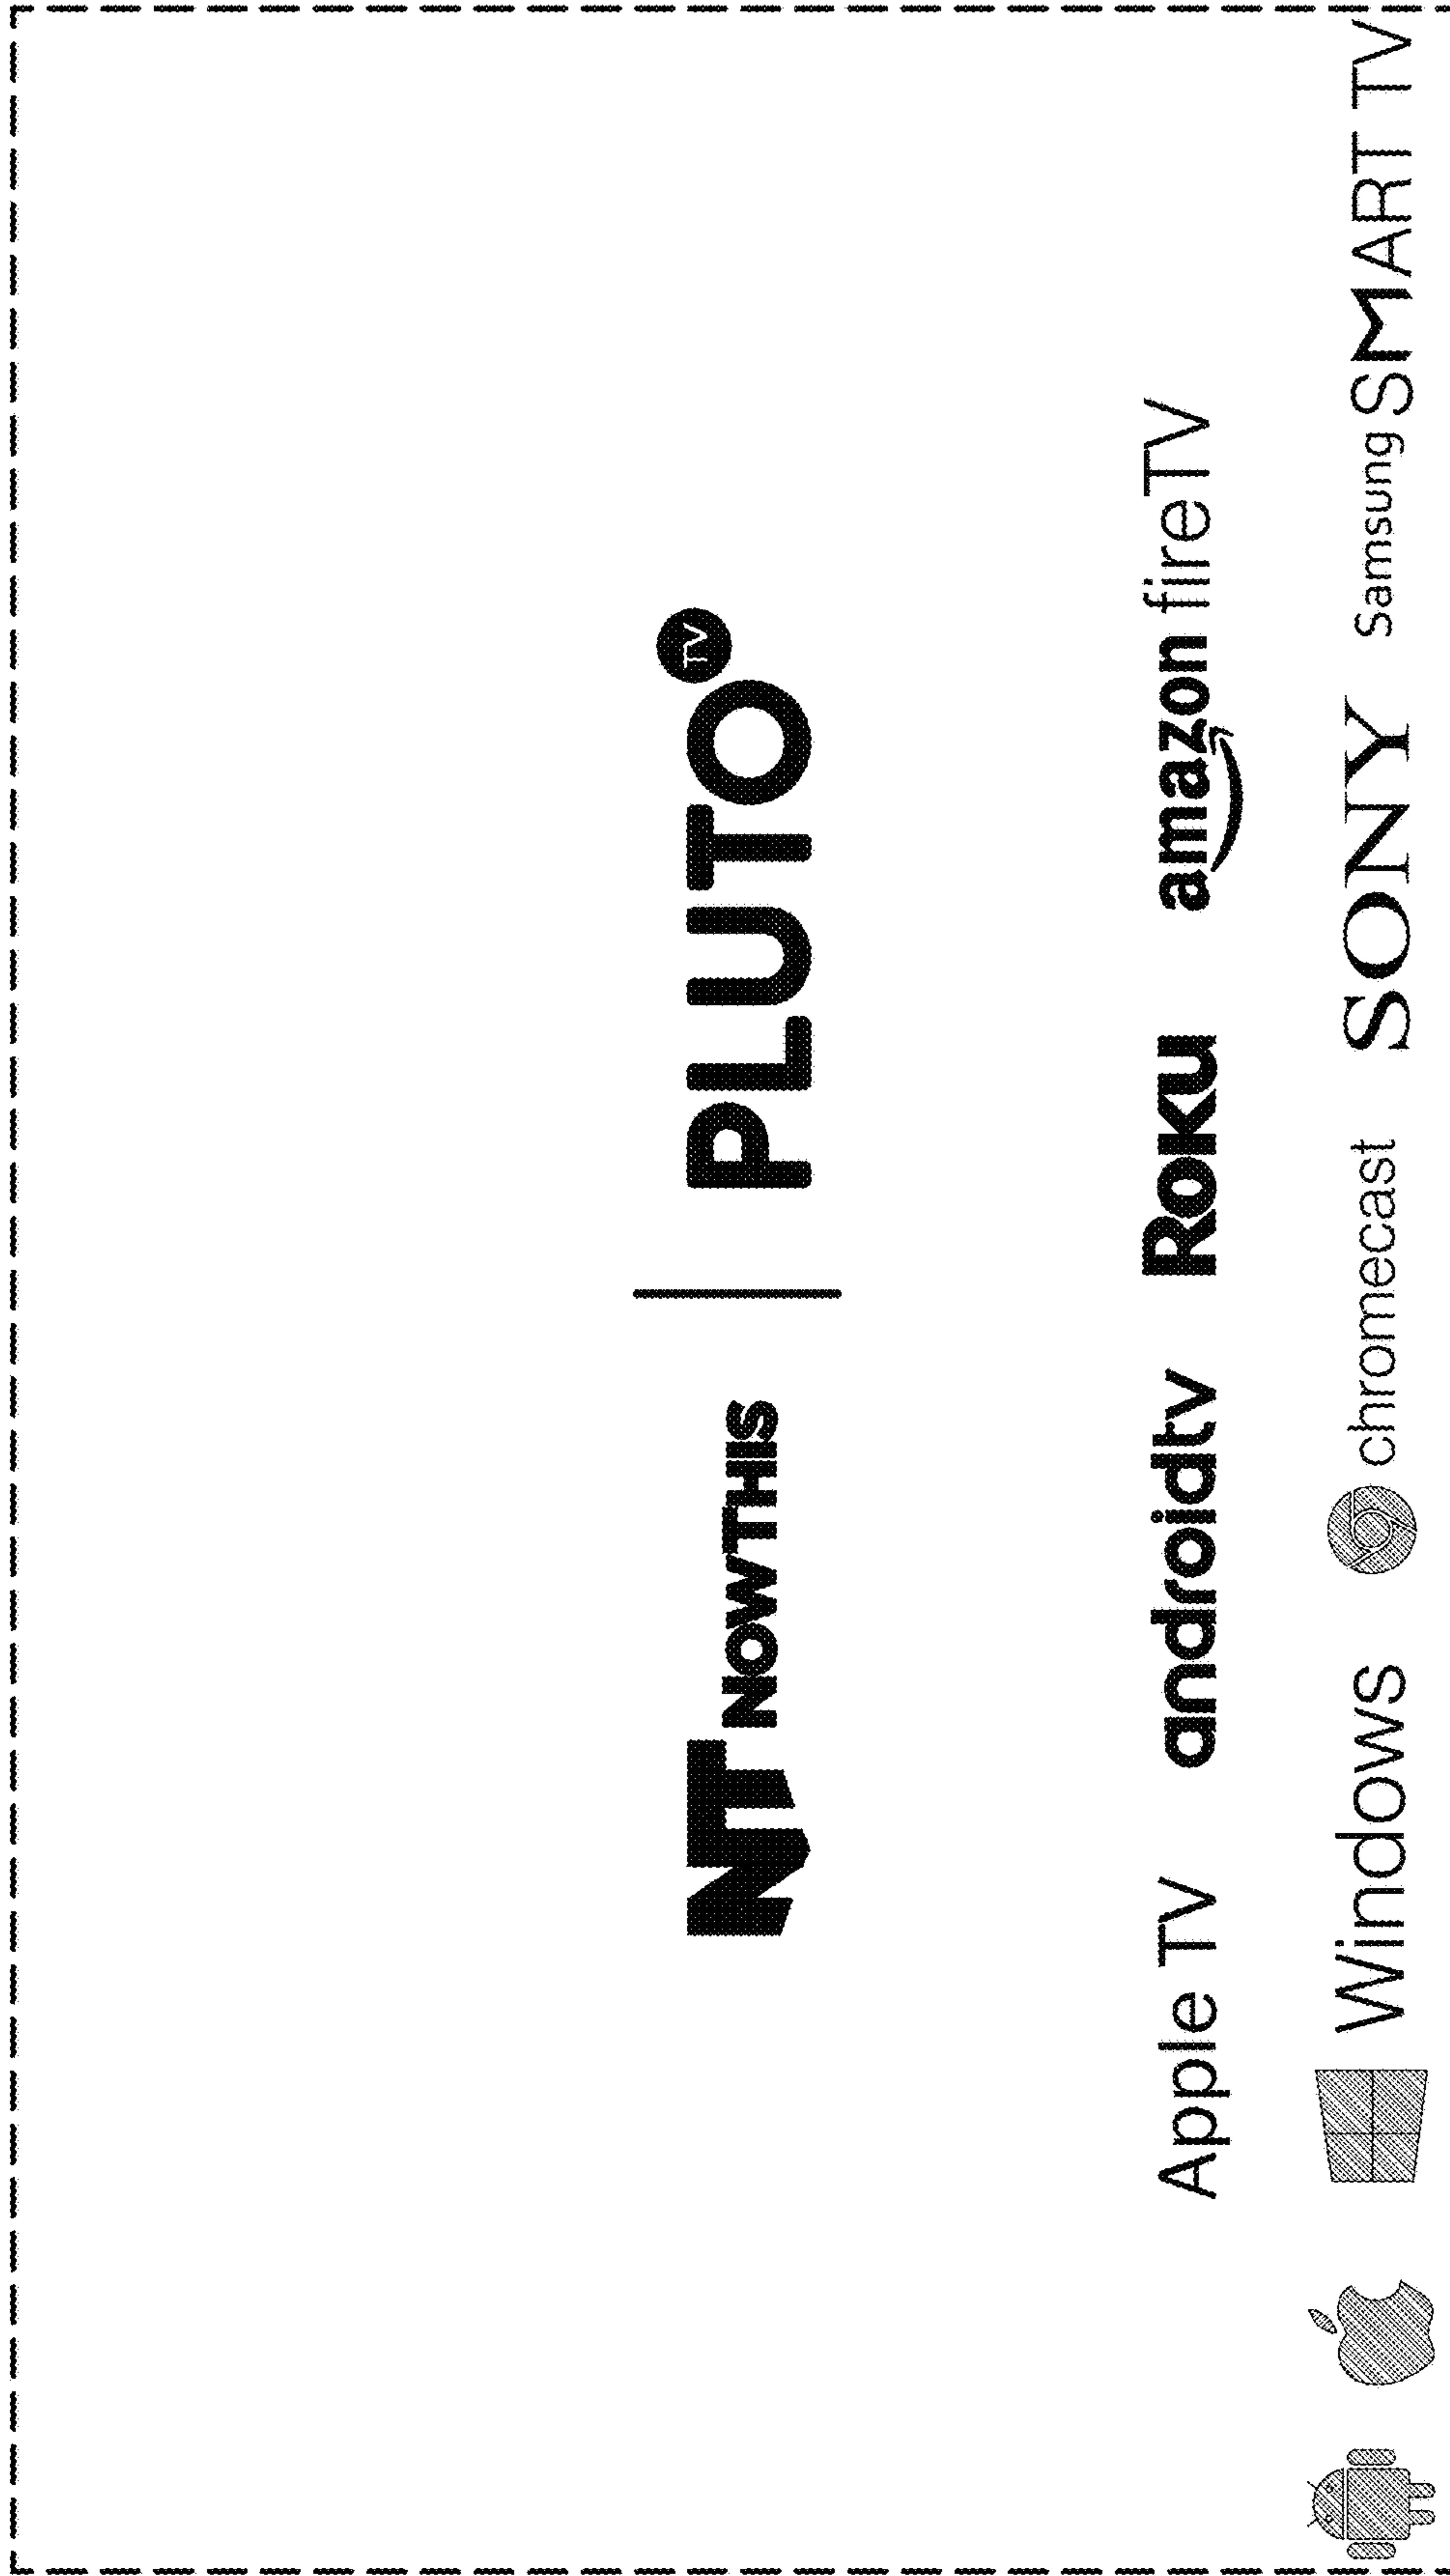 NT NOWTHIS | PLUTO TV
Apple TV androidtv Roku amazon fireTV
Windows chromecast SONY Samsung SMART TV